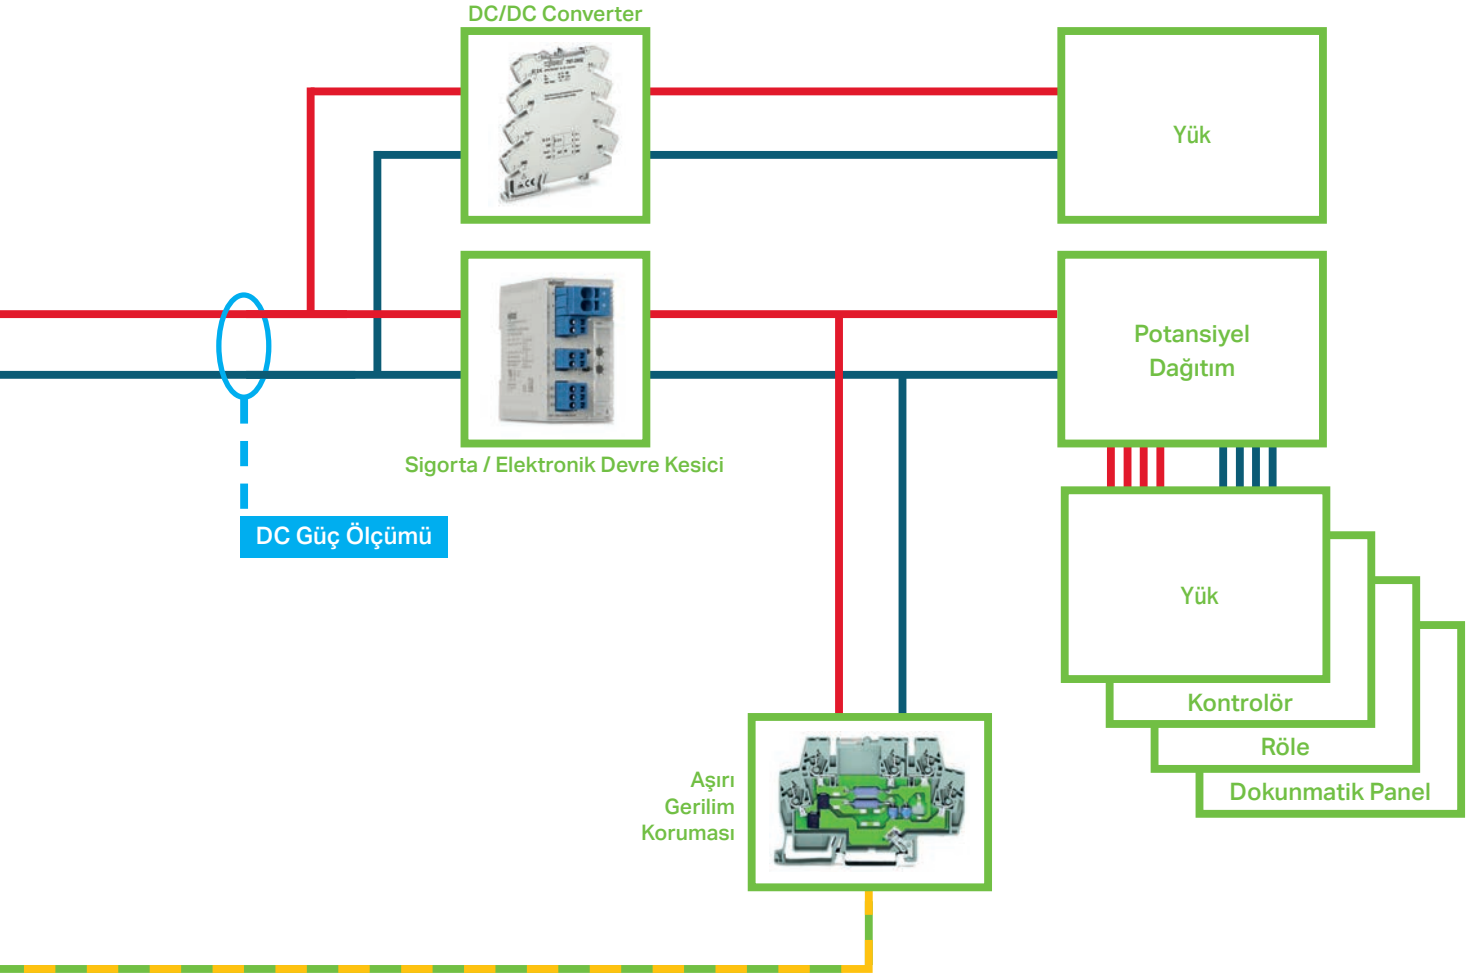 DC/DC Converter
Yük
Potansiyel
Dağıtım
Sigorta / Elektronik Devre Kesici
DC Güç Ölçümü
Yük
Kontrolör
Röle
Dokunmatik Panel
Aşırı
Gerilim
Koruması